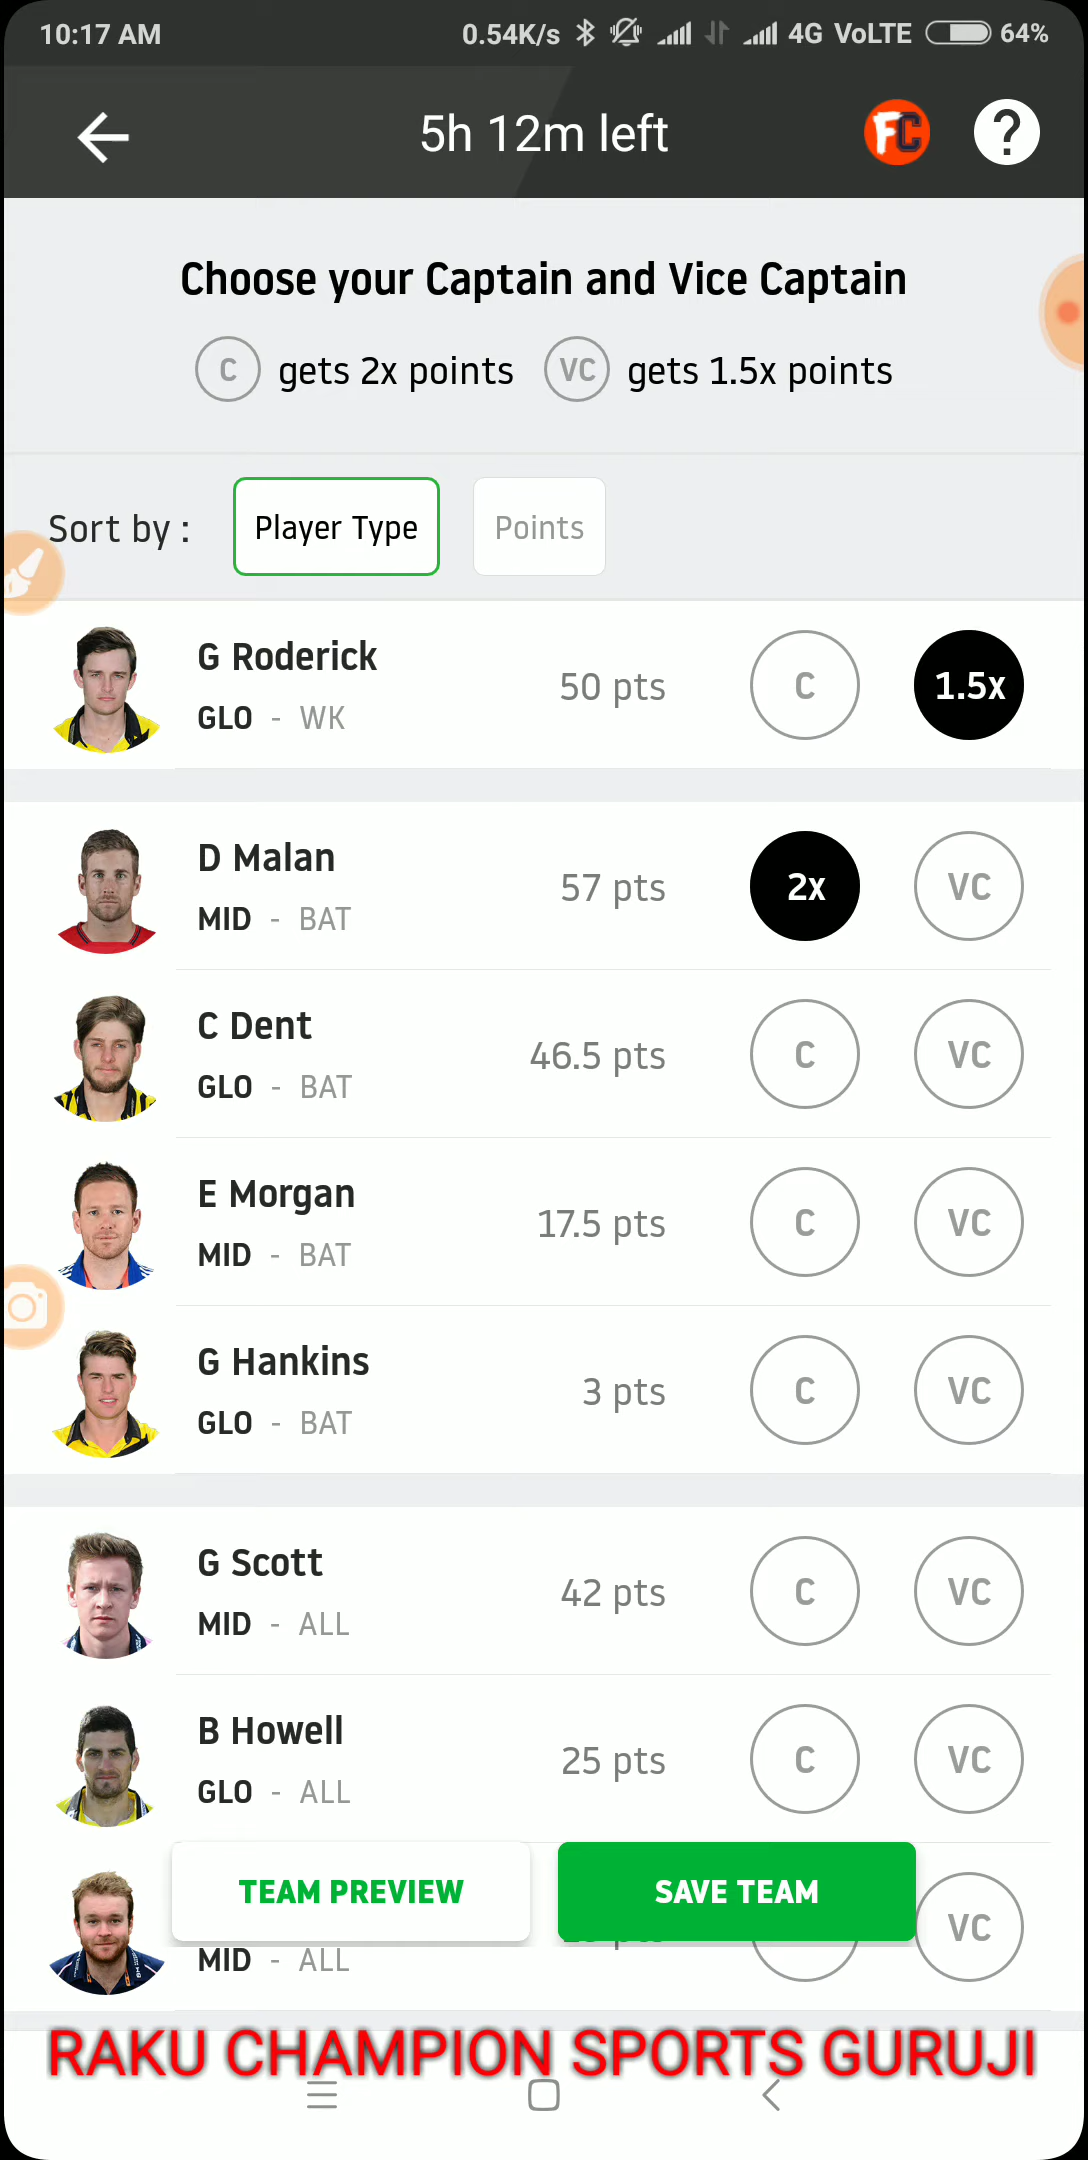 10:17 AM 0.54K/s 4G VoLTE 64%
5h 12m left FC ?
Choose your Captain and Vice Captain
C gets 2x points VC gets 1.5x points
Sort by : Player Type Points
G Roderick
GLO - WK 50 pts C 1.5x
D Malan
MID - BAT 57 pts 2x VC
C Dent
GLO - BAT 46.5 pts C VC
E Morgan
MID - BAT 17.5 pts C VC
G Hankins
GLO - BAT 3 pts C VC
G Scott
MID - ALL 42 pts C VC
B Howell
GLO - ALL 25 pts C VC
TEAM PREVIEW SAVE TEAM VC
MID - ALL
RAKU CHAMPION SPORTS GURUJI